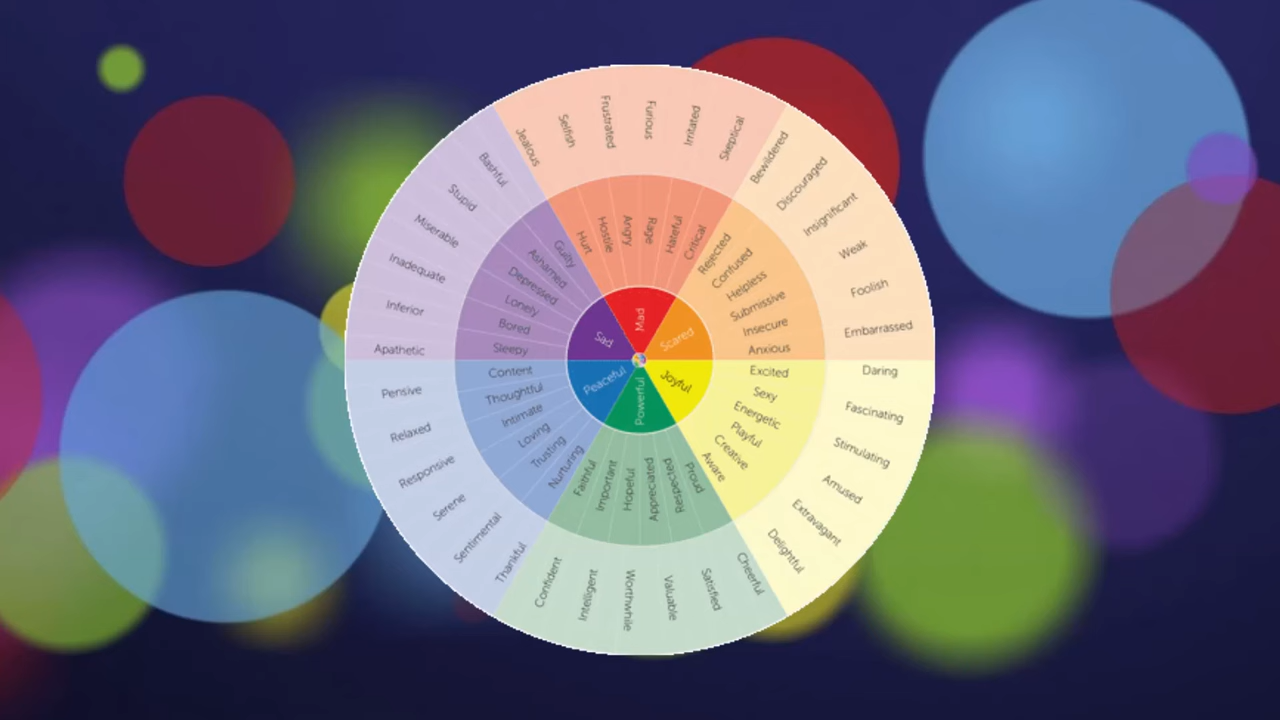 Mad
Scared
Joyful
Powerful
Peaceful
Sad
Hurt
Hostile
Angry
Rage
Hateful
Critical
Rejected
Confused
Helpless
Submissive
Insecure
Anxious
Excited
Sexy
Energetic
Playful
Creative
Aware
Proud
Respected
Appreciated
Hopeful
Important
Faithful
Nurturing
Trusting
Loving
Intimate
Thoughtful
Content
Sleepy
Bored
Lonely
Depressed
Ashamed
Guilty
Jealous
Selfish
Frustrated
Furious
Irritated
Skeptical
Bewildered
Discouraged
Insignificant
Weak
Foolish
Embarrassed
Daring
Fascinating
Stimulating
Amused
Extravagant
Delightful
Cheerful
Satisfied
Valuable
Worthwhile
Intelligent
Confident
Thankful
Sentimental
Serene
Responsive
Relaxed
Pensive
Apathetic
Inferior
Inadequate
Miserable
Stupid
Bashful